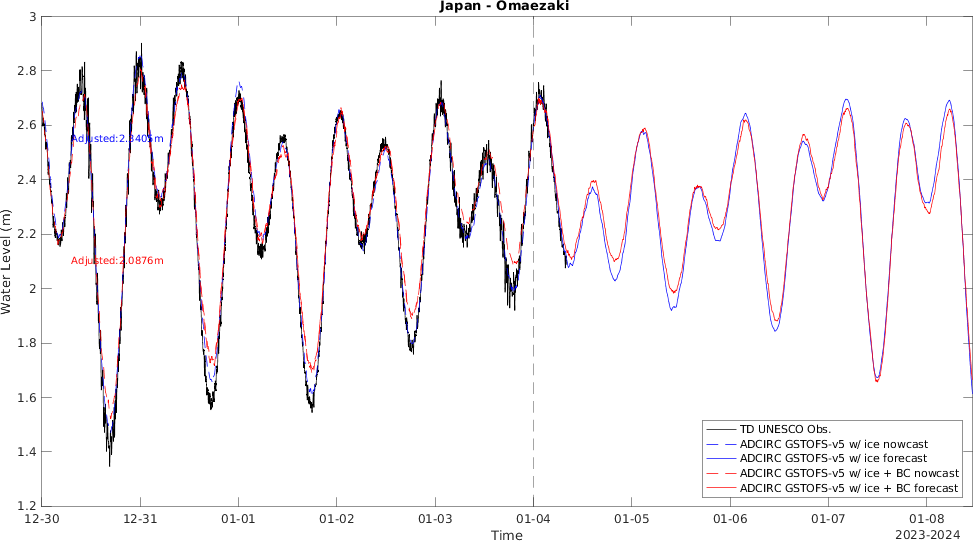 Japan - Omaezaki
3
2.8
2.6
2.4
2.2
2
1.8
1.6
1.4
1.2
Water Level (m)
Adjusted:2.3405m
Adjusted:2.0876m
TD UNESCO Obs.
ADCIRC GSTOFS-v5 w/ ice nowcast
ADCIRC GSTOFS-v5 w/ ice forecast
ADCIRC GSTOFS-v5 w/ ice + BC nowcast
ADCIRC GSTOFS-v5 w/ ice + BC forecast
12-30 12-31 01-01 01-02 01-03 01-04 01-05 01-06 01-07 01-08
Time
2023-2024